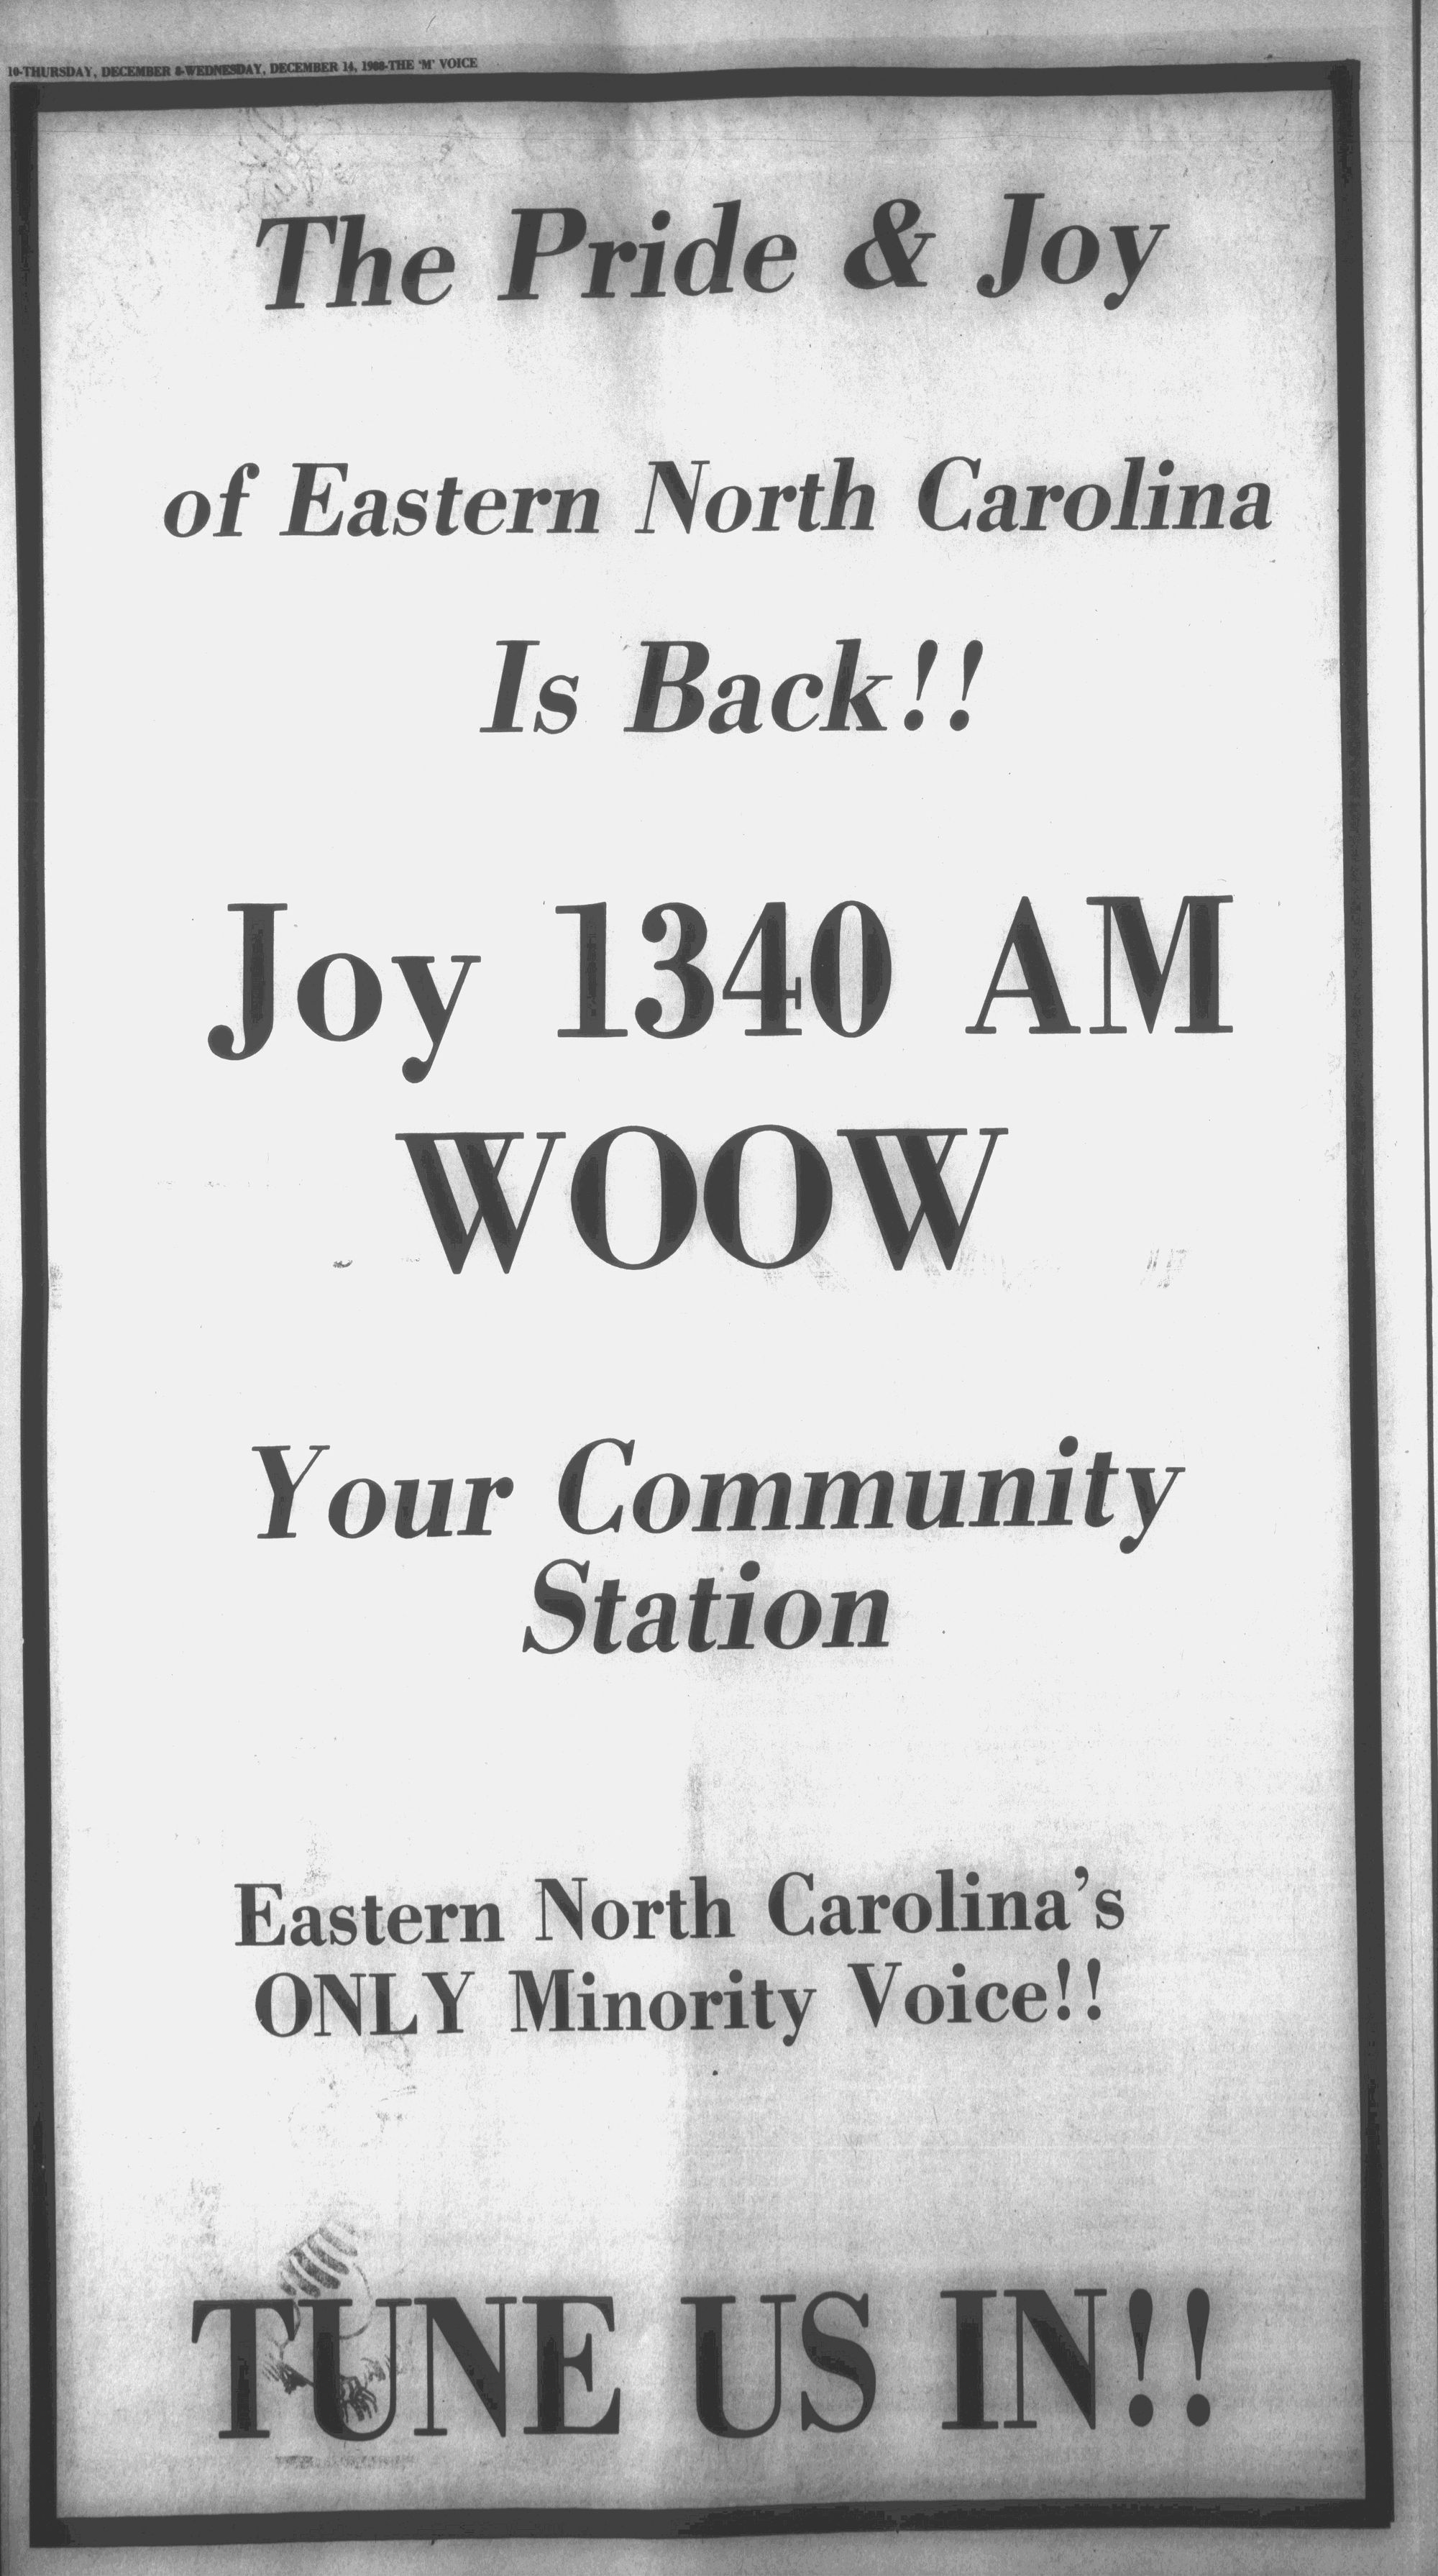 10-THURSDAY, DECEMBER 8-WEDNESDAY, DECEMBER 14, 1988-THE 'M' VOICE
The Pride & Joy
of Eastern North Carolina
Is Back!!
Joy 1340 AM
WOOW
Your Community
Station
Eastern North Carolina's
ONLY Minority Voice!!
TUNE US IN!!